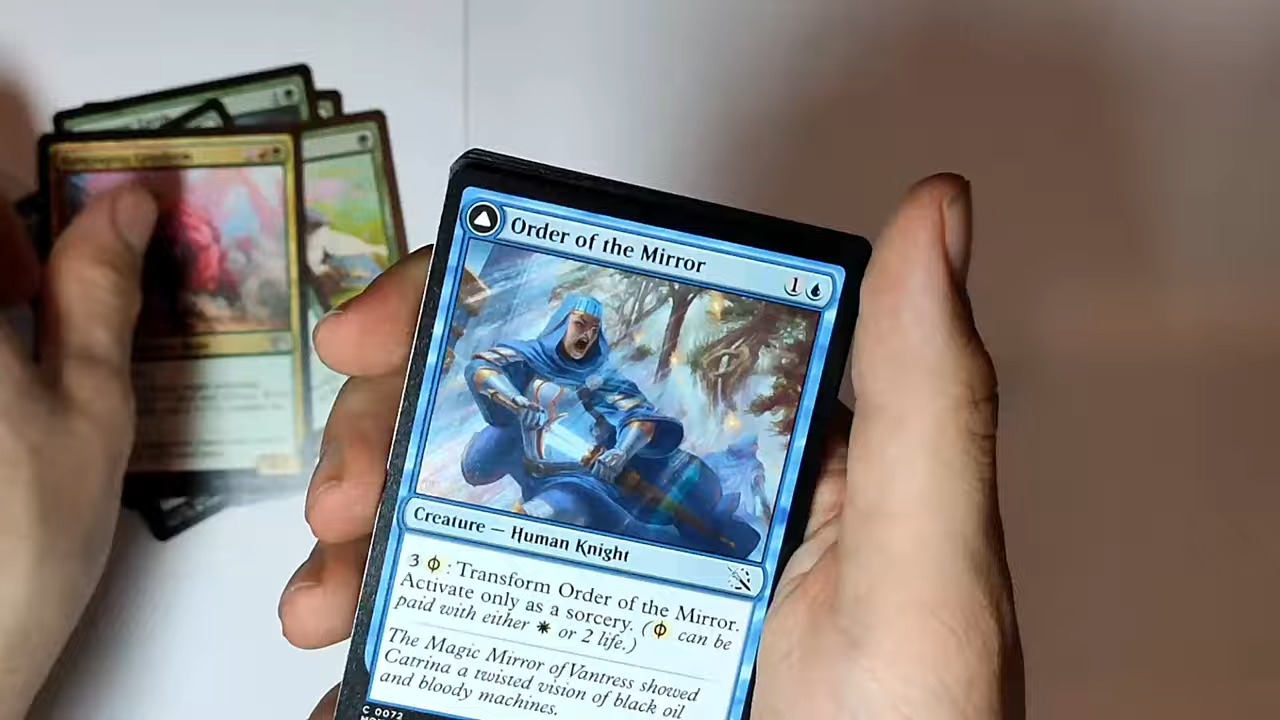 Order of the Mirror
1
Creature — Human Knight
3 : Transform Order of the Mirror.
Activate only as a sorcery. ( can be
paid with either or 2 life.)
The Magic Mirror of Vantress showed
Catrina a twisted vision of black oil
and bloody machines.
C 0072